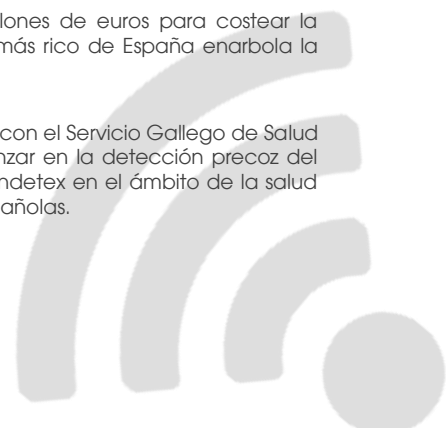 lones de euros para costear la
más rico de España enarbola la
con el Servicio Gallego de Salud
nzar en la detección precoz del
ndetex en el ámbito de la salud
añolas.